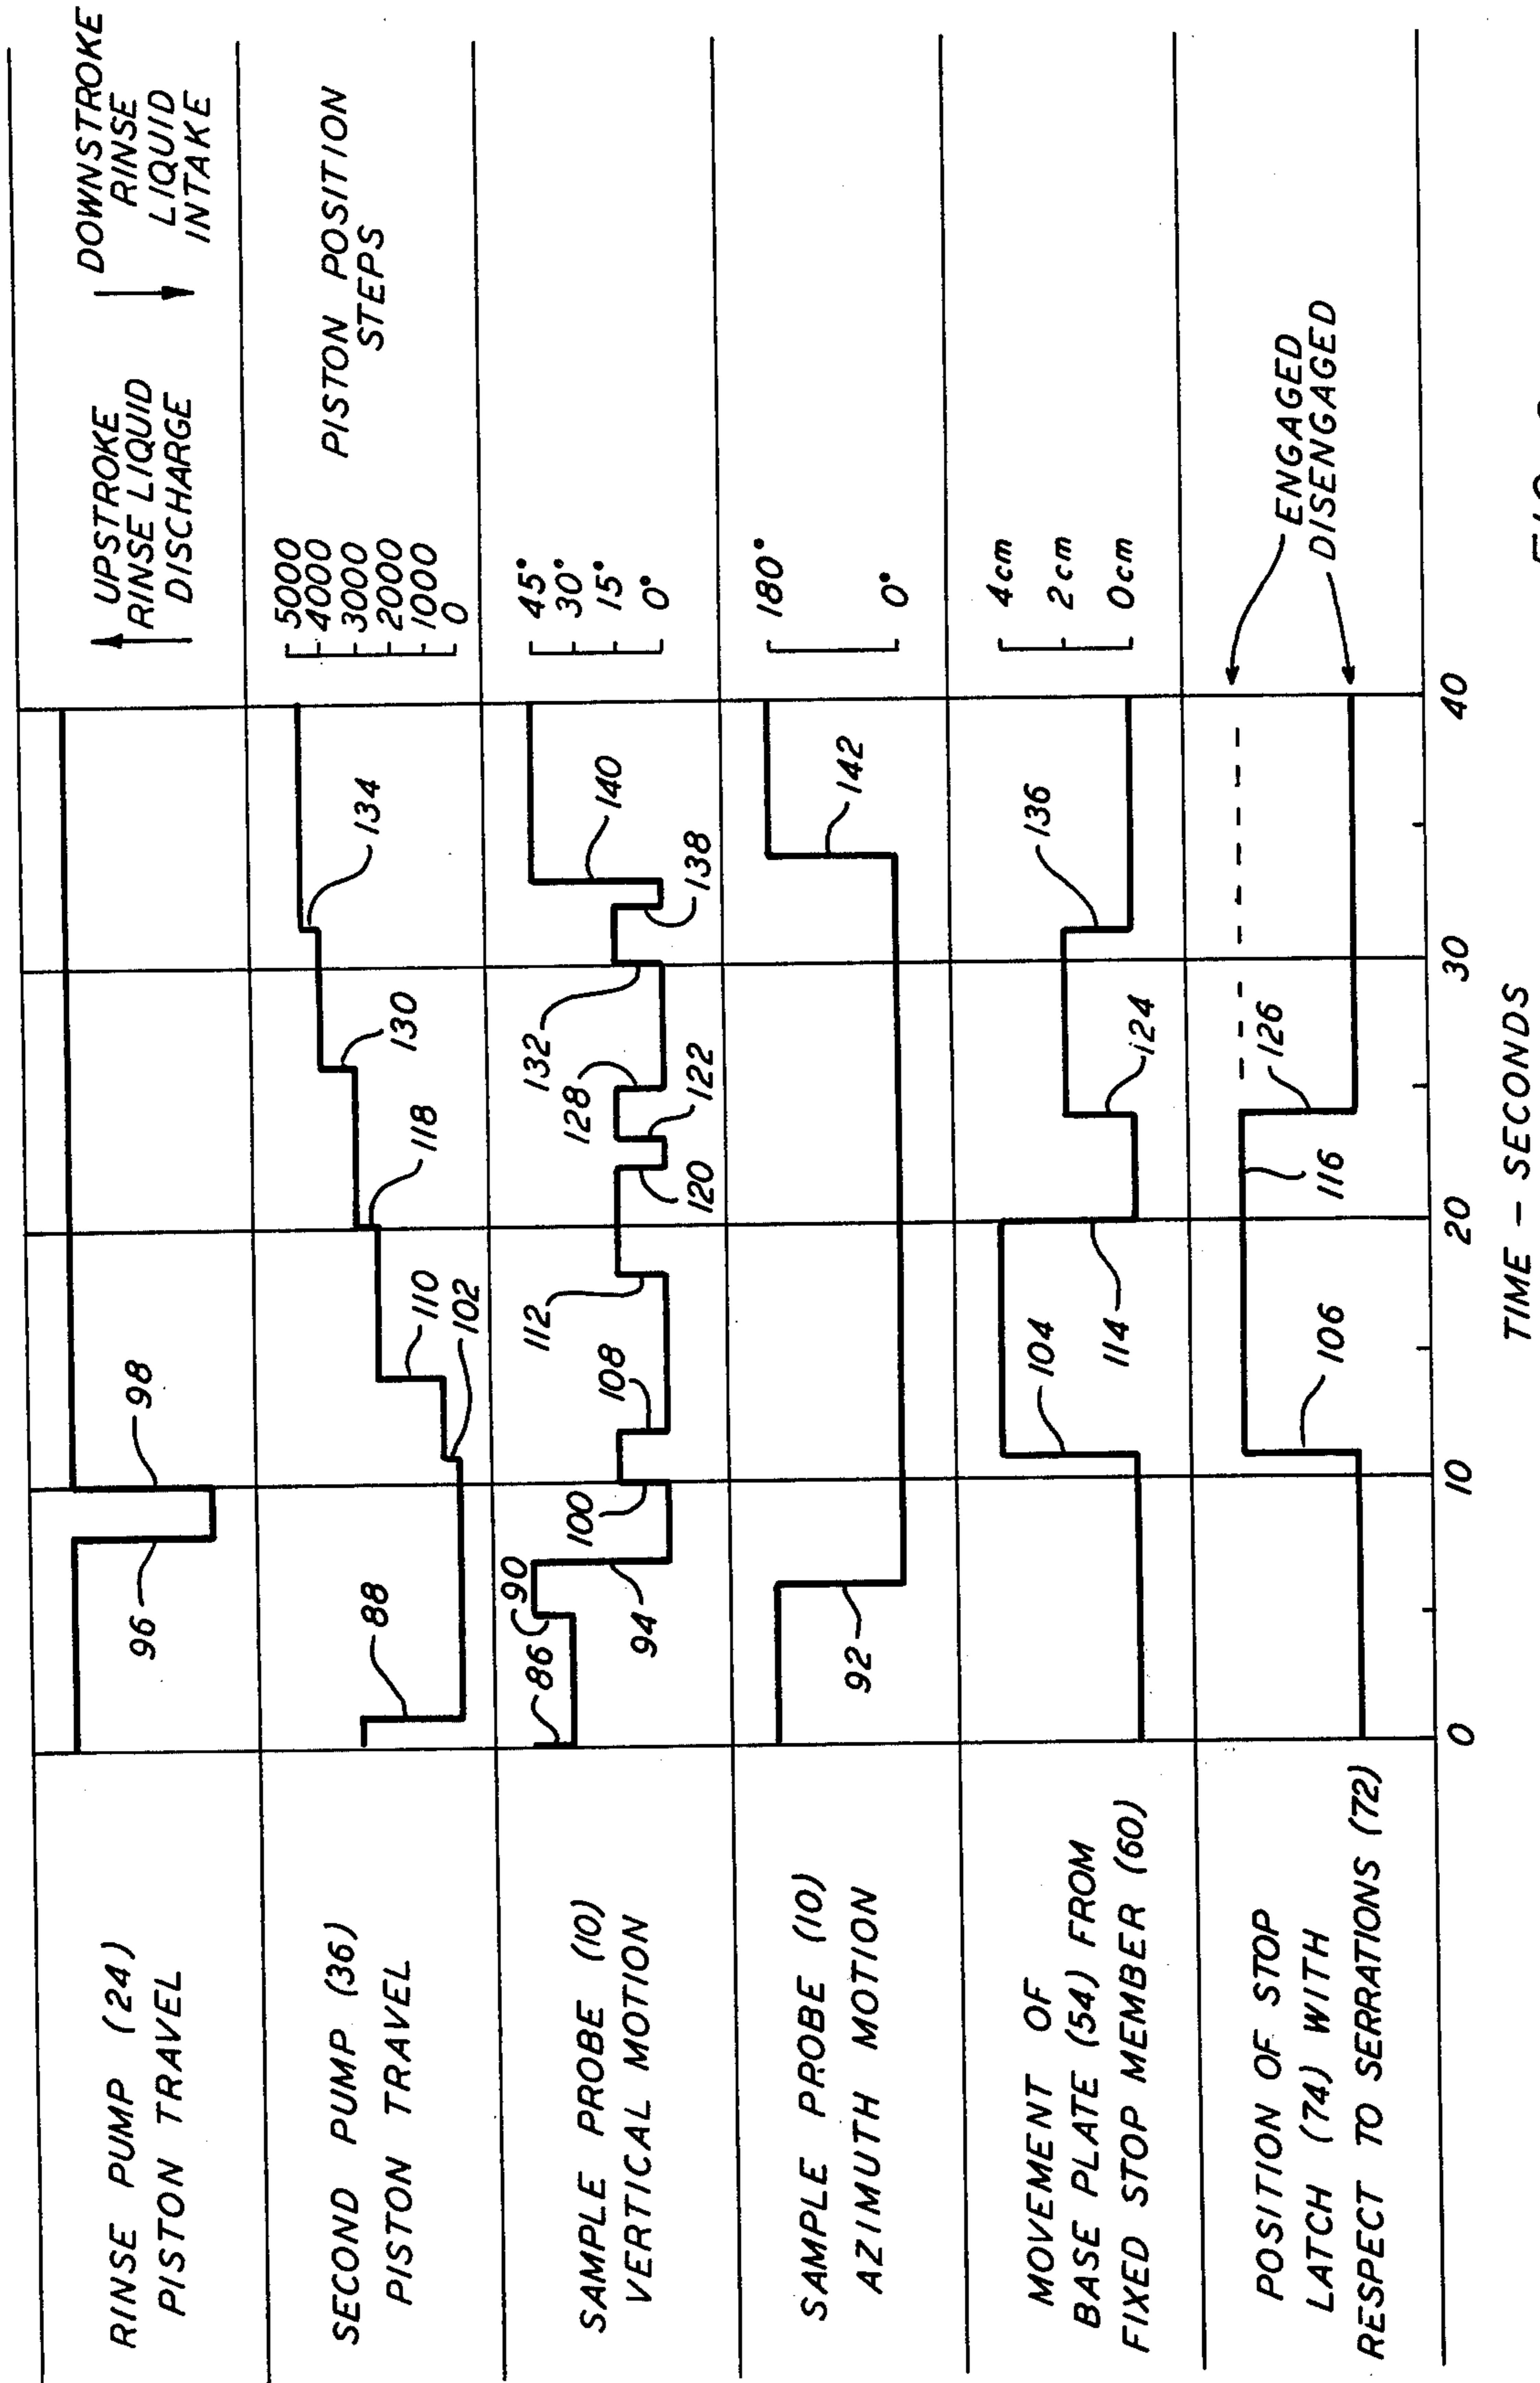 RINSE PUMP (24)
PISTON TRAVEL
96
98
UPSTROKE
RINSE LIQUID
DISCHARGE
DOWNSTROKE
RINSE
LIQUID
INTAKE
SECOND PUMP (36)
PISTON TRAVEL
88
102
110
118
130
134
5000
4000
3000
2000
1000
0
PISTON POSITION
STEPS
SAMPLE PROBE (10)
VERTICAL MOTION
86
90
94
100
108
112
120
122
128
132
138
140
45°
30°
15°
0°
SAMPLE PROBE (10)
AZIMUTH MOTION
92
142
180°
0°
MOVEMENT OF
BASE PLATE (54) FROM
FIXED STOP MEMBER (60)
104
114
124
136
4cm
2cm
0cm
POSITION OF STOP
LATCH (74) WITH
RESPECT TO SERRATIONS (72)
106
116
126
ENGAGED
DISENGAGED
0
10
20
30
40
TIME – SECONDS